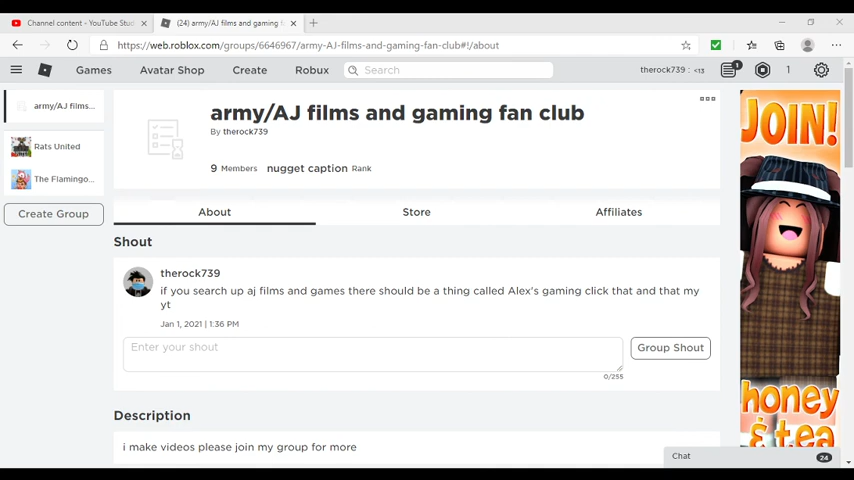 Channel content - YouTube Stud
(24) army/AJ films and gaming f
https://web.roblox.com/groups/6646967/army-AJ-films-and-gaming-fan-club#!/about
Games
Avatar Shop
Create
Robux
Search
therock739 : <13
1
1
army/AJ films...
Rats United
The Flamingo...
Create Group
army/AJ films and gaming fan club
By therock739
9 Members
nugget caption Rank
About
Store
Affiliates
Shout
therock739
if you search up aj films and games there should be a thing called Alex's gaming click that and that my
yt
Jan 1, 2021 | 1:36 PM
Enter your shout
Group Shout
0/255
Description
i make videos please join my group for more
Chat
24
JOIN!
honey
& tea